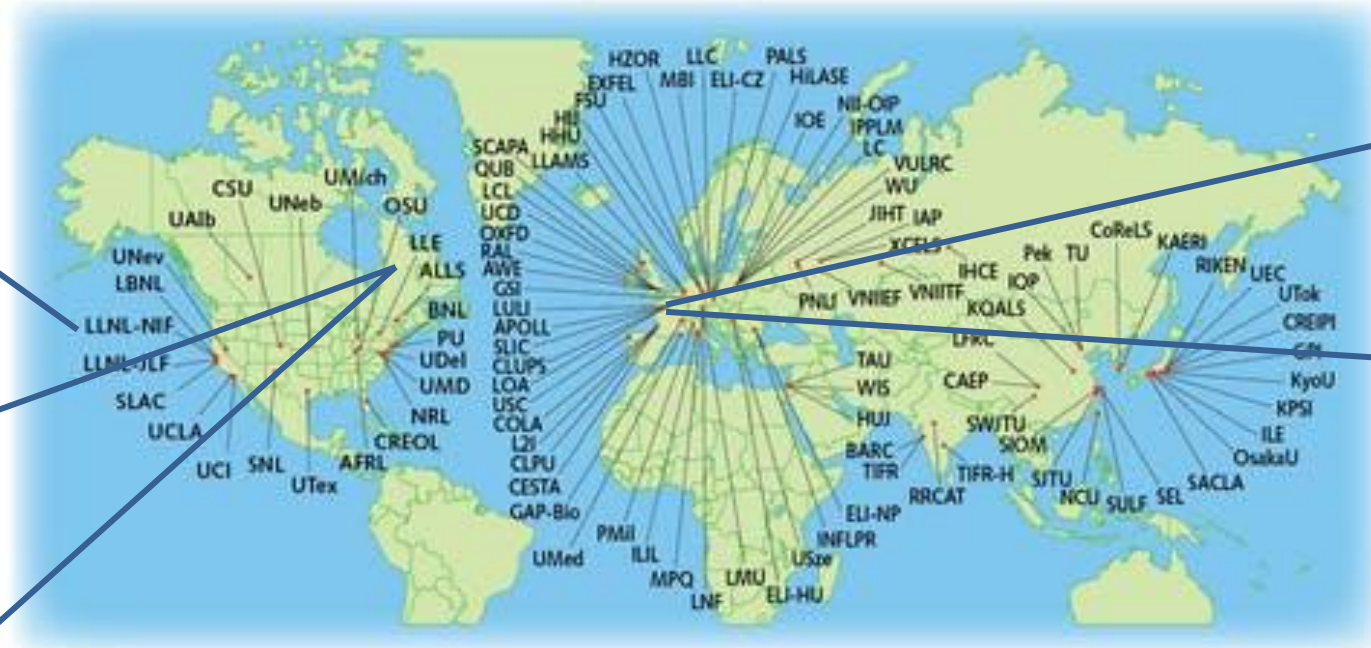 UMich
CSU
UNeb
OSU
UAlb
LLE
ALLS
UNev
LBNL
BNL
LLNL-NIF
PU
LLNL-JLF
UDel
UMD
SLAC
NRL
UCLA
CREOL
UCI
SNL
AFRL
UTex
HZOR
LLC
PALS
EXFEL
MBI
ELI-CZ
HiLASE
FSU
NII-OIP
HIJ
IOE
IPPLM
HHU
LC
SCAPA
LLAMS
VULRC
QUB
WU
LCL
UCD
JIHT
IAP
OXFD
XCELS
RAL
AWE
IHCE
GSI
PNLI
VNIIEF
VNIITF
LULI
APOLL
SLIC
CLUPS
LOA
USC
COLA
L2I
CLPU
CESTA
GAP-Bio
UMed
PMil
ILIL
MPQ
LNF
LMU
ELI-HU
USze
INFLPR
ELI-NP
TAU
WIS
HUJ
BARC
TIFR
RRCAT
TIFR-H
CoReLS
KAERI
Pek
TU
RIKEN
UEC
IOP
UTok
KQALS
CREIPI
LFRC
GPI
CAEP
KyoU
KPSI
SWJTU
ILE
SIOM
OsakaU
SJTU
SACLA
NCU
SULF
SEL